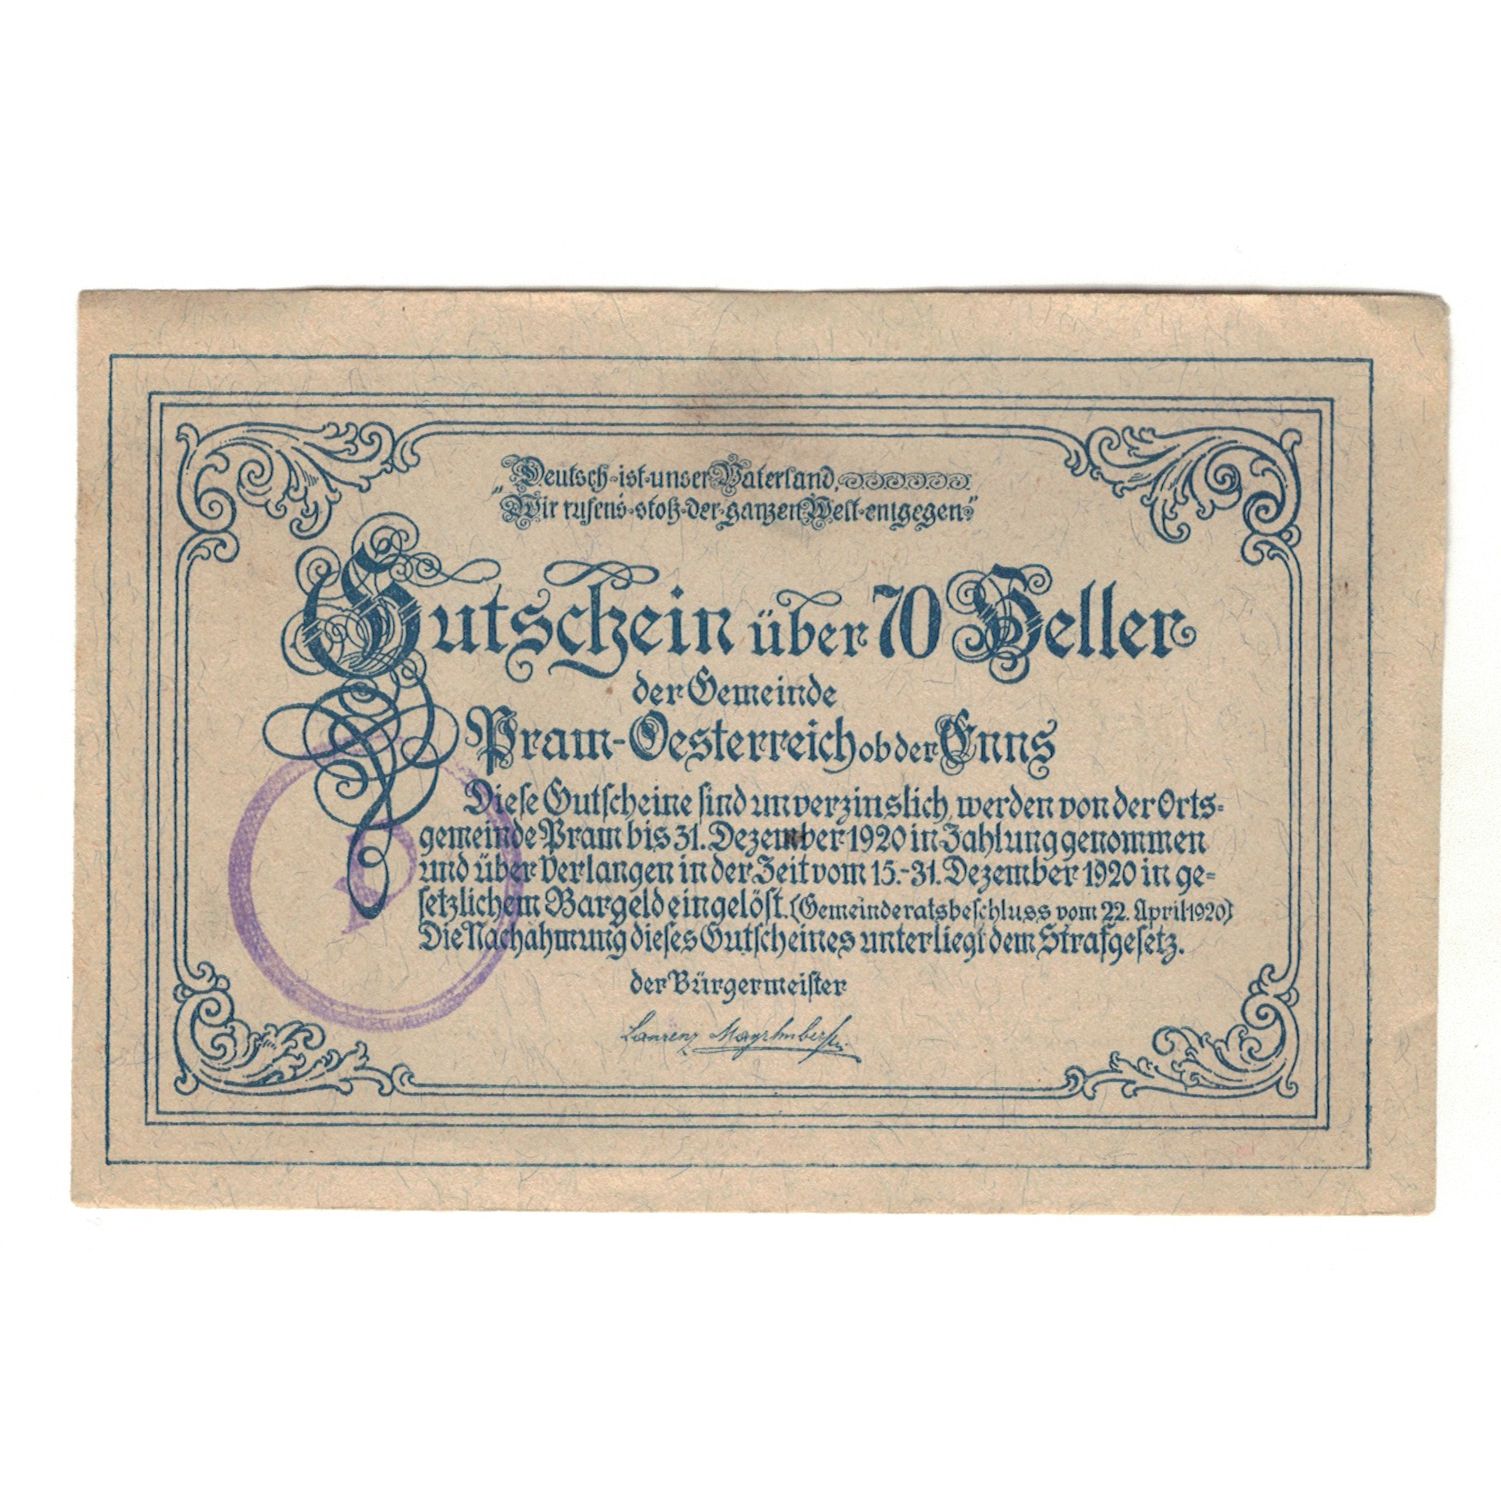 Deutsch-ist-unser Vaterland,
„Wir rufen's-stolz-der-ganzen Welt-entgegen."
Gutschein über 70 Heller
der Gemeinde
Pram-Oesterreich ob der Enns
Diese Gutscheine sind unverzinslich, werden von der Orts-
gemeinde Pram bis 31. Dezember 1920 in Zahlung genommen
und über Verlangen in der Zeit vom 15.-31. Dezember 1920 in ge-
setzlichem Bargeld eingelöst. (Gemeinderatsbeschluss vom 22. April 1920)
Die Nachahmung dieses Gutscheines unterliegt dem Strafgesetz.
der Bürgermeister
Laurenz
P